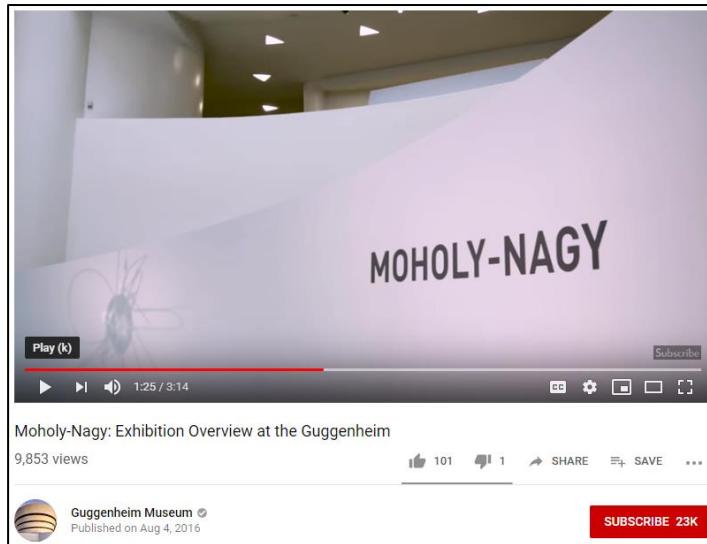 MOHOLY-NAGY
Play (k)
Subscribe
1:25 / 3:14
CC
Moholy-Nagy: Exhibition Overview at the Guggenheim
9,853 views
101 1 SHARE SAVE
Guggenheim Museum
Published on Aug 4, 2016
SUBSCRIBE 23K